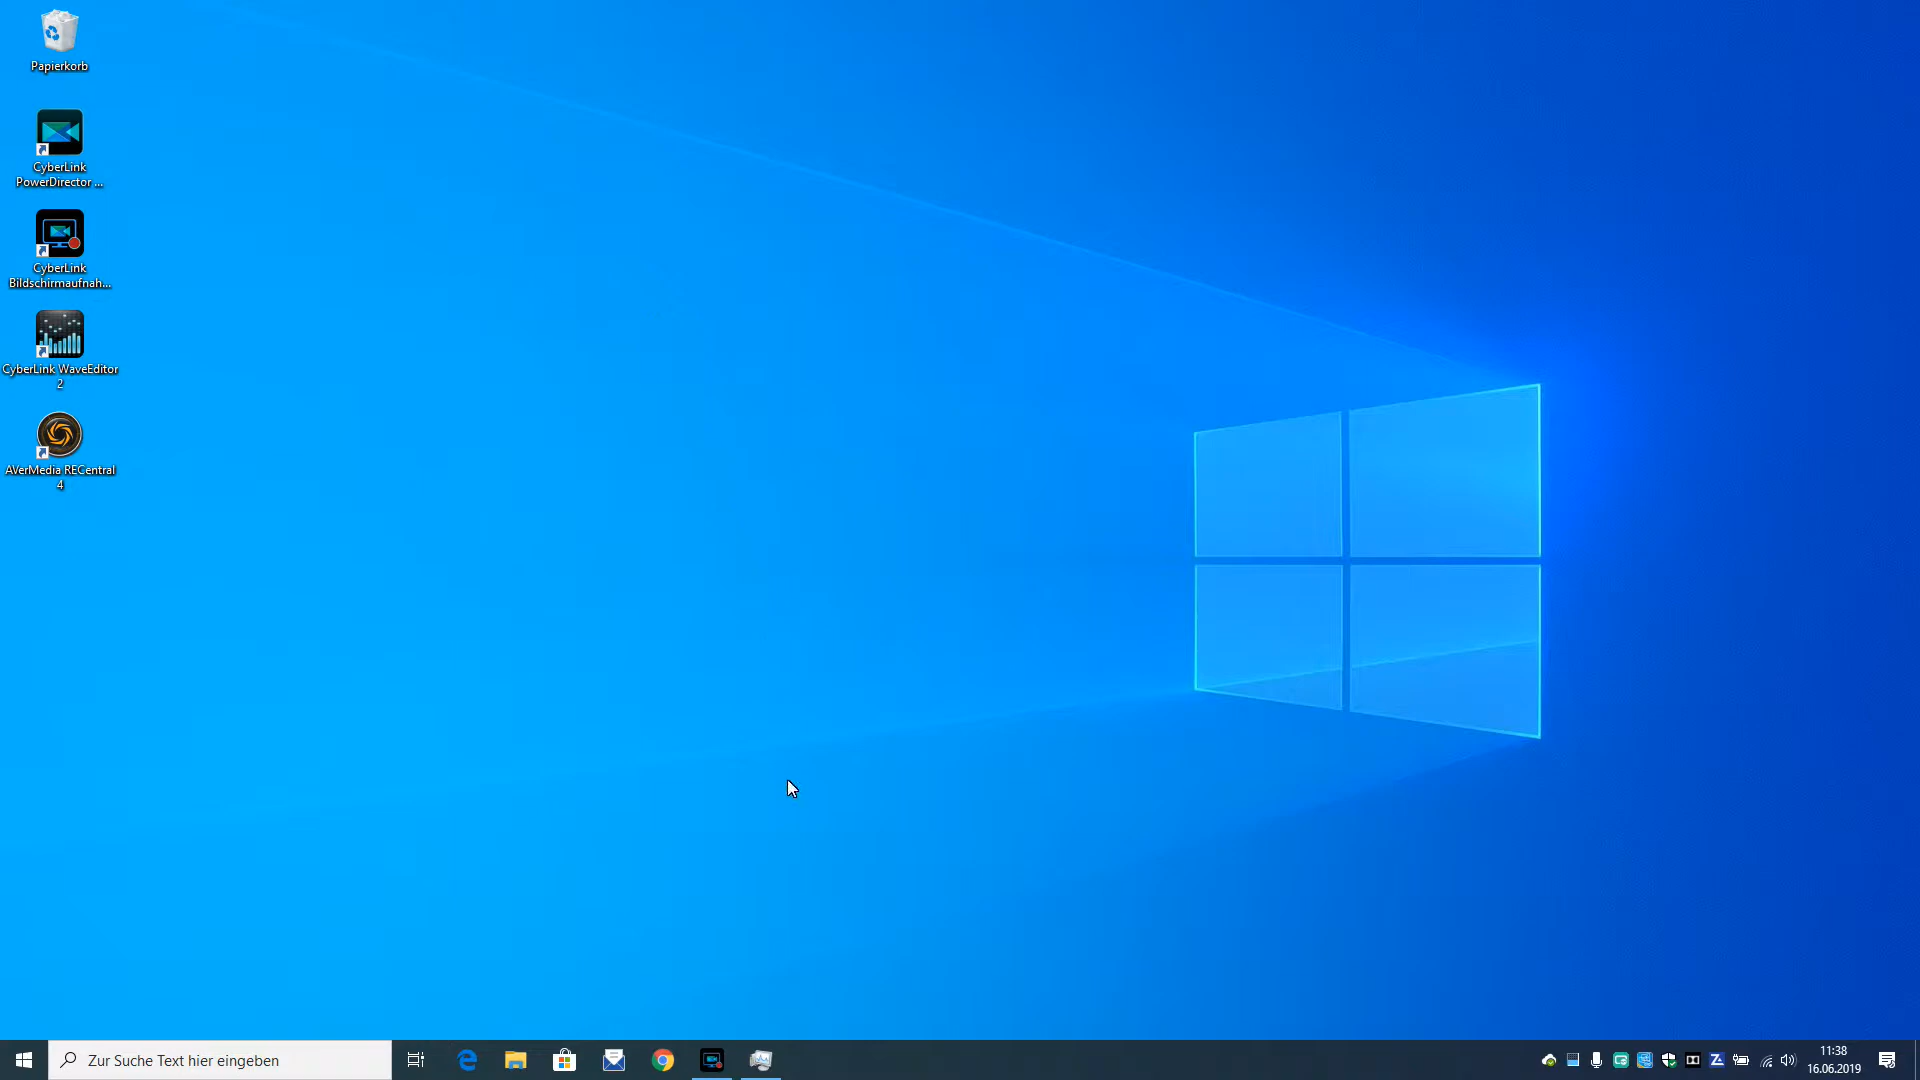 Papierkorb
CyberLink
PowerDirector ...
CyberLink
Bildschirmaufnah...
CyberLink WaveEditor
2
AVerMedia RECentral
4
Zur Suche Text hier eingeben
11:38
16.06.2019